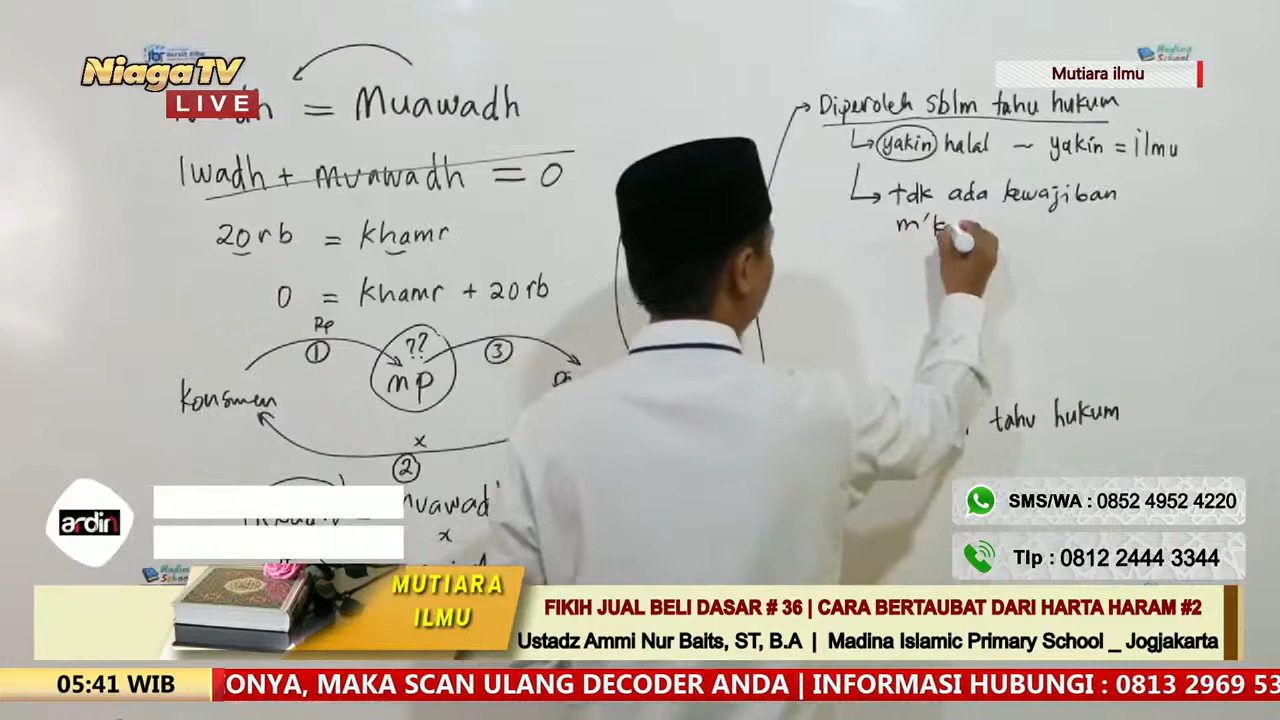 NiagaTV
LIVE
Mutiara ilmu
= Muawadh
Iwadh + muawadh = 0
20rb = khamr
0 = khamr + 20rb
Rp
1
??
mp
3
Konsmen
x
2
x
Diperoleh sblm tahu hukum
yakin halal ~ yakin = ilmu
tdk ada kewajiban
m'k
tahu hukum
ardin
SMS/WA : 0852 4952 4220
Tlp : 0812 2444 3344
MUTIARA
ILMU
FIKIH JUAL BELI DASAR # 36 | CARA BERTAUBAT DARI HARTA HARAM #2
Ustadz Ammi Nur Baits, ST, B.A | Madina Islamic Primary School _ Jogjakarta
05:41 WIB
ONYA, MAKA SCAN ULANG DECODER ANDA | INFORMASI HUBUNGI : 0813 2969 53